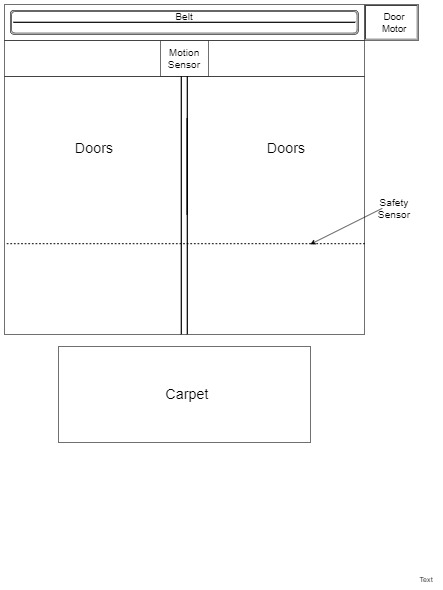 Belt
Door
Motor
Motion
Sensor
Doors
Doors
Safety
Sensor
Carpet
Text